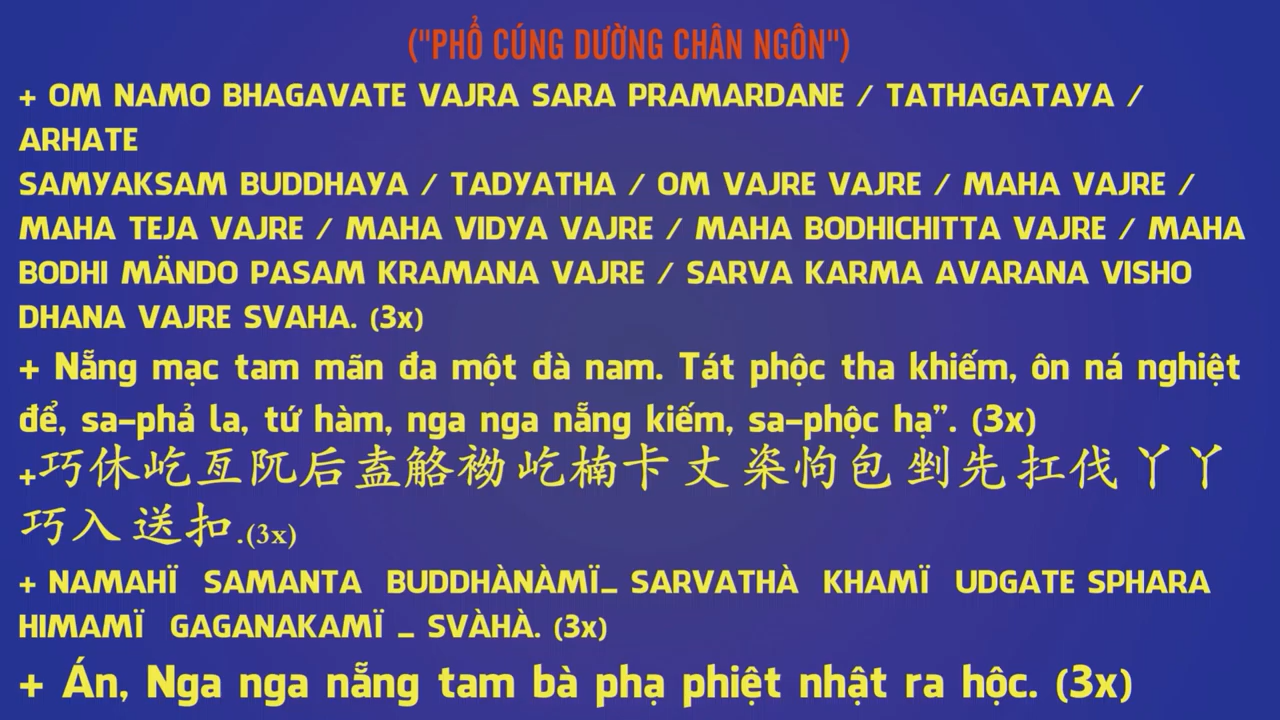 ("PHỔ CÚNG DƯỜNG CHÂN NGÔN")
+ OM NAMO BHAGAVATE VAJRA SARA PRAMARDANE / TATHAGATAYA /
ARHATE
SAMYAKSAM BUDDHAYA / TADYATHA / OM VAJRE VAJRE / MAHA VAJRE /
MAHA TEJA VAJRE / MAHA VIDYA VAJRE / MAHA BODHICHITTA VAJRE / MAHA
BODHI MÄNDO PASAM KRAMANA VAJRE / SARVA KARMA AVARANA VISHO
DHANA VAJRE SVAHA. (3x)
+ Nẵng mạc tam mãn đa một đà nam. Tát phộc tha khiếm, ôn ná nghiệt
để, sa-phả la, tứ hàm, nga nga nẵng kiếm, sa-phộc hạ”. (3x)
+巧休屹亙阢后盍觡衪屹楠卡丈 栥怐包 剉先 扛伐 丫丫
巧入 送扣.(3x)
+ NAMAHÏ SAMANTA BUDDHÀNÀMÏ_ SARVATHÀ KHAMÏ UDGATE SPHARA
HIMAMÏ GAGANAKAMÏ _ SVÀHÀ. (3x)
+ Án, Nga nga nẵng tam bà phạ phiệt nhật ra hộc. (3x)